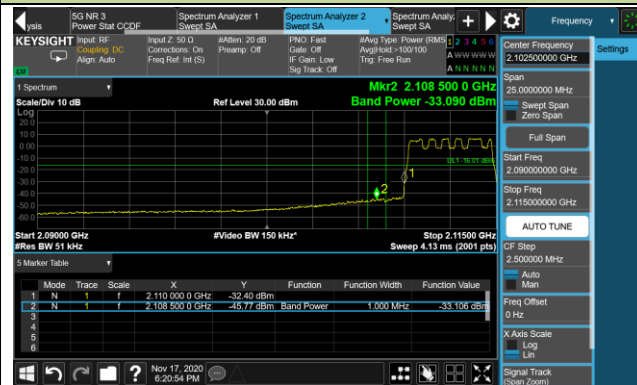 ysis
5G NR 3
Power Stat CCDF
Spectrum Analyzer 1
Swept SA
Spectrum Analyzer 2
Swept SA
Spectrum Analy
Swept SA
Frequency
KEYSIGHT
Input: RF
Coupling: DC
Align: Auto
Input Z: 50 Ω
Corrections: On
Freq Ref: Int (S)
#Atten: 20 dB
Preamp: Off
PNO: Fast
Gate: Off
IF Gain: Low
Sig Track: Off
#Avg Type: Power (RMS
Avg|Hold:>100/100
Trig: Free Run
1 2 3 4 5 6
A W W W W W
A N N N N N
1 Spectrum
Scale/Div 10 dB
Ref Level 30.00 dBm
Mkr2 2.108 500 0 GHz
Band Power -33.090 dBm
Log
20.0
10.0
0.00
-10.0
-20.0
-30.0
-40.0
-50.0
-60.0
DL1 -16.01 dBm
1
2
Start 2.09000 GHz
#Res BW 51 kHz
#Video BW 150 kHz*
Stop 2.11500 GHz
Sweep 4.13 ms (2001 pts)
5 Marker Table
Mode Trace Scale X Y Function Function Width Function Value
1 N 1 f 2.110 000 0 GHz -32.40 dBm
2 N 1 f 2.108 500 0 GHz -45.77 dBm Band Power 1.000 MHz -33.106 dBm
3
4
5
6
Nov 17, 2020
6:20:54 PM
Center Frequency
2.102500000 GHz
Settings
Span
25.0000000 MHz
Swept Span
Zero Span
Full Span
Start Freq
2.090000000 GHz
Stop Freq
2.115000000 GHz
AUTO TUNE
CF Step
2.500000 MHz
Auto
Man
Freq Offset
0 Hz
X Axis Scale
Log
Lin
Signal Track
(Span Zoom)